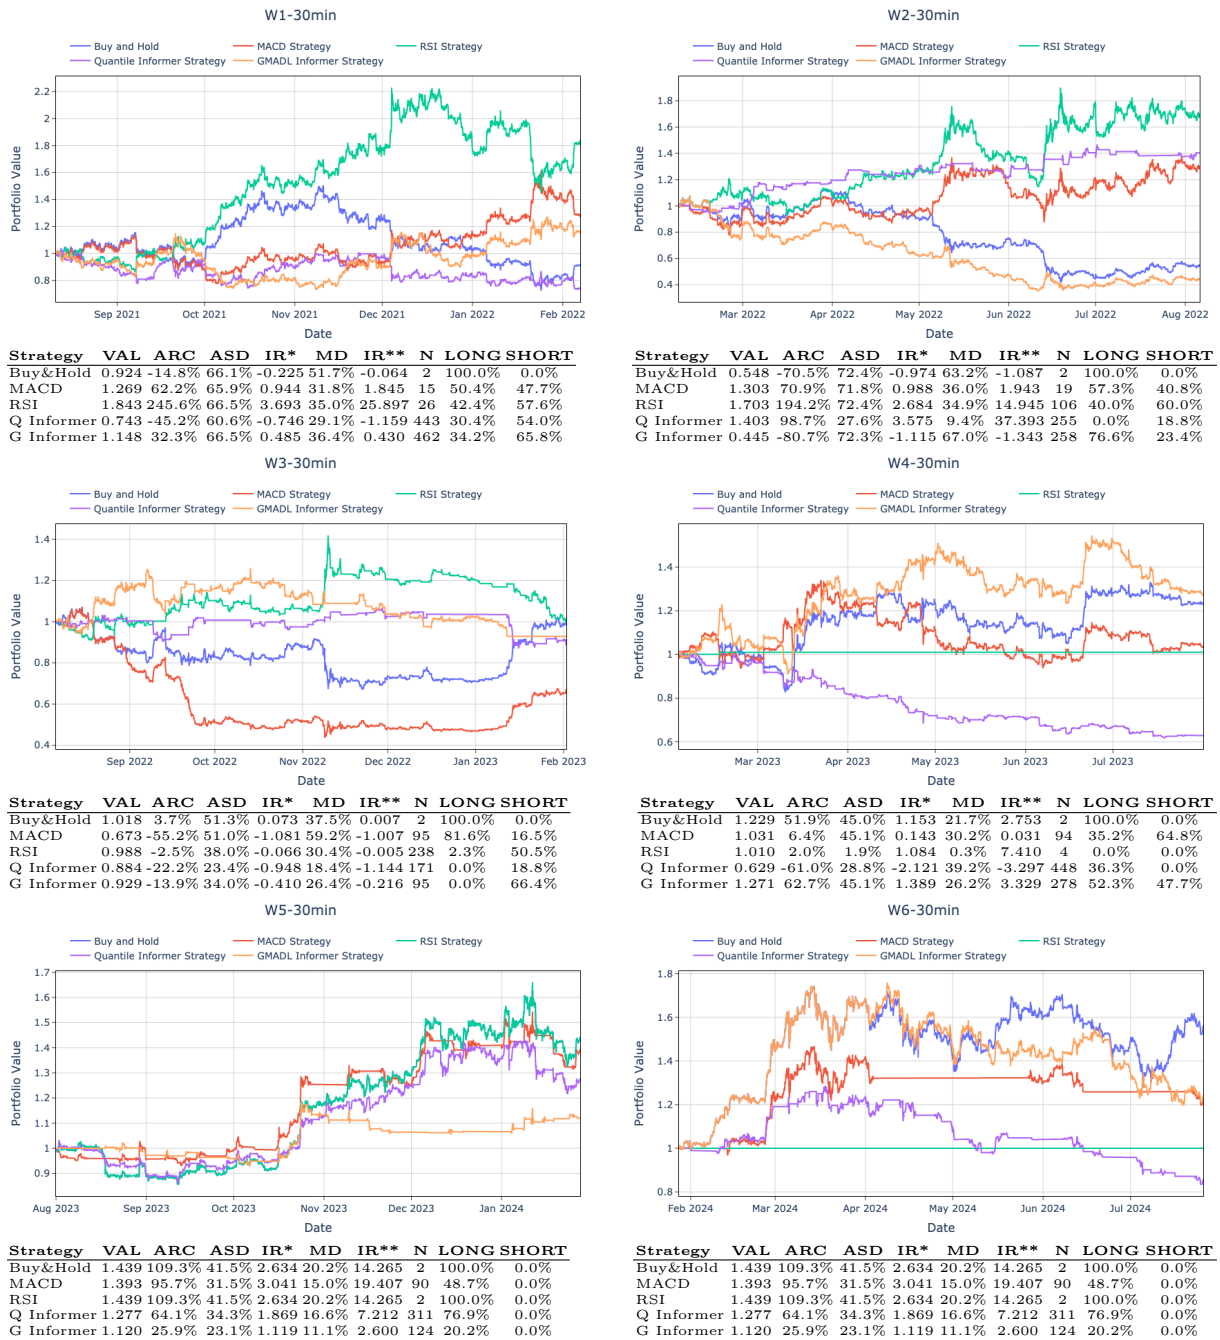 W1-30min
Buy and Hold MACD Strategy RSI Strategy
Quantile Informer Strategy GMADL Informer Strategy
2.2
2
1.8
1.6
1.4
1.2
1
0.8
Portfolio Value
Sep 2021 Oct 2021 Nov 2021 Dec 2021 Jan 2022 Feb 2022
Date
Strategy VAL ARC ASD IR* MD IR** N LONG SHORT
Buy&Hold 0.924 -14.8% 66.1% -0.225 51.7% -0.064 2 100.0% 0.0%
MACD 1.269 62.2% 65.9% 0.944 31.8% 1.845 15 50.4% 47.7%
RSI 1.843 245.6% 66.5% 3.693 35.0% 25.897 26 42.4% 57.6%
Q Informer 0.743 -45.2% 60.6% -0.746 29.1% -1.159 443 30.4% 54.0%
G Informer 1.148 32.3% 66.5% 0.485 36.4% 0.430 462 34.2% 65.8%
W2-30min
Buy and Hold MACD Strategy RSI Strategy
Quantile Informer Strategy GMADL Informer Strategy
1.8
1.6
1.4
1.2
1
0.8
0.6
0.4
Portfolio Value
Mar 2022 Apr 2022 May 2022 Jun 2022 Jul 2022 Aug 2022
Date
Strategy VAL ARC ASD IR* MD IR** N LONG SHORT
Buy&Hold 0.548 -70.5% 72.4% -0.974 63.2% -1.087 2 100.0% 0.0%
MACD 1.303 70.9% 71.8% 0.988 36.0% 1.943 19 57.3% 40.8%
RSI 1.703 194.2% 72.4% 2.684 34.9% 14.945 106 40.0% 60.0%
Q Informer 1.403 98.7% 27.6% 3.575 9.4% 37.393 255 0.0% 18.8%
G Informer 0.445 -80.7% 72.3% -1.115 67.0% -1.343 258 76.6% 23.4%
W3-30min
Buy and Hold MACD Strategy RSI Strategy
Quantile Informer Strategy GMADL Informer Strategy
1.4
1.2
1
0.8
0.6
0.4
Portfolio Value
Sep 2022 Oct 2022 Nov 2022 Dec 2022 Jan 2023 Feb 2023
Date
Strategy VAL ARC ASD IR* MD IR** N LONG SHORT
Buy&Hold 1.018 3.7% 51.3% 0.073 37.5% 0.007 2 100.0% 0.0%
MACD 0.673 -55.2% 51.0% -1.081 59.2% -1.007 95 81.6% 16.5%
RSI 0.988 -2.5% 38.0% -0.066 30.4% -0.005 238 2.3% 50.5%
Q Informer 0.884 -22.2% 23.4% -0.948 18.4% -1.144 171 0.0% 18.8%
G Informer 0.929 -13.9% 34.0% -0.410 26.4% -0.216 95 0.0% 66.4%
W4-30min
Buy and Hold MACD Strategy RSI Strategy
Quantile Informer Strategy GMADL Informer Strategy
1.4
1.2
1
0.8
0.6
Portfolio Value
Mar 2023 Apr 2023 May 2023 Jun 2023 Jul 2023
Date
Strategy VAL ARC ASD IR* MD IR** N LONG SHORT
Buy&Hold 1.229 51.9% 45.0% 1.153 21.7% 2.753 2 100.0% 0.0%
MACD 1.031 6.4% 45.1% 0.143 30.2% 0.031 94 35.2% 64.8%
RSI 1.010 2.0% 1.9% 1.084 0.3% 7.410 4 0.0% 0.0%
Q Informer 0.629 -61.0% 28.8% -2.121 39.2% -3.297 448 36.3% 0.0%
G Informer 1.271 62.7% 45.1% 1.389 26.2% 3.329 278 52.3% 47.7%
W5-30min
Buy and Hold MACD Strategy RSI Strategy
Quantile Informer Strategy GMADL Informer Strategy
1.7
1.6
1.5
1.4
1.3
1.2
1.1
1
0.9
Portfolio Value
Aug 2023 Sep 2023 Oct 2023 Nov 2023 Dec 2023 Jan 2024
Date
Strategy VAL ARC ASD IR* MD IR** N LONG SHORT
Buy&Hold 1.439 109.3% 41.5% 2.634 20.2% 14.265 2 100.0% 0.0%
MACD 1.393 95.7% 31.5% 3.041 15.0% 19.407 90 48.7% 0.0%
RSI 1.439 109.3% 41.5% 2.634 20.2% 14.265 2 100.0% 0.0%
Q Informer 1.277 64.1% 34.3% 1.869 16.6% 7.212 311 76.9% 0.0%
G Informer 1.120 25.9% 23.1% 1.119 11.1% 2.600 124 20.2% 0.0%
W6-30min
Buy and Hold MACD Strategy RSI Strategy
Quantile Informer Strategy GMADL Informer Strategy
1.8
1.6
1.4
1.2
1
0.8
Portfolio Value
Feb 2024 Mar 2024 Apr 2024 May 2024 Jun 2024 Jul 2024
Date
Strategy VAL ARC ASD IR* MD IR** N LONG SHORT
Buy&Hold 1.439 109.3% 41.5% 2.634 20.2% 14.265 2 100.0% 0.0%
MACD 1.393 95.7% 31.5% 3.041 15.0% 19.407 90 48.7% 0.0%
RSI 1.439 109.3% 41.5% 2.634 20.2% 14.265 2 100.0% 0.0%
Q Informer 1.277 64.1% 34.3% 1.869 16.6% 7.212 311 76.9% 0.0%
G Informer 1.120 25.9% 23.1% 1.119 11.1% 2.600 124 20.2% 0.0%